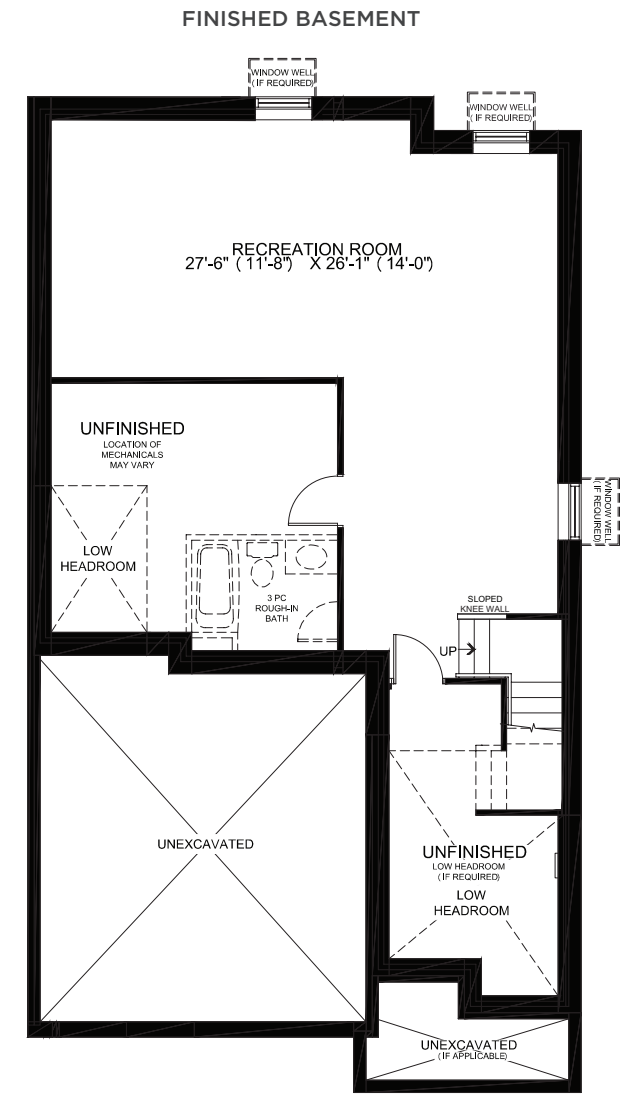 FINISHED BASEMENT
WINDOW WELL
( IF REQUIRED)
WINDOW WELL
( IF REQUIRED)
RECREATION ROOM
27'-6" ( 11'-8") X 26'-1" ( 14'-0")
UNFINISHED
LOCATION OF
MECHANICALS
MAY VARY
WINDOW WELL
( IF REQUIRED)
LOW
HEADROOM
3 PC
ROUGH-IN
BATH
SLOPED
KNEE WALL
UP
UNEXCAVATED
UNFINISHED
LOW HEADROOM
(IF REQUIRED)
LOW
HEADROOM
UNEXCAVATED
( IF APPLICABLE)